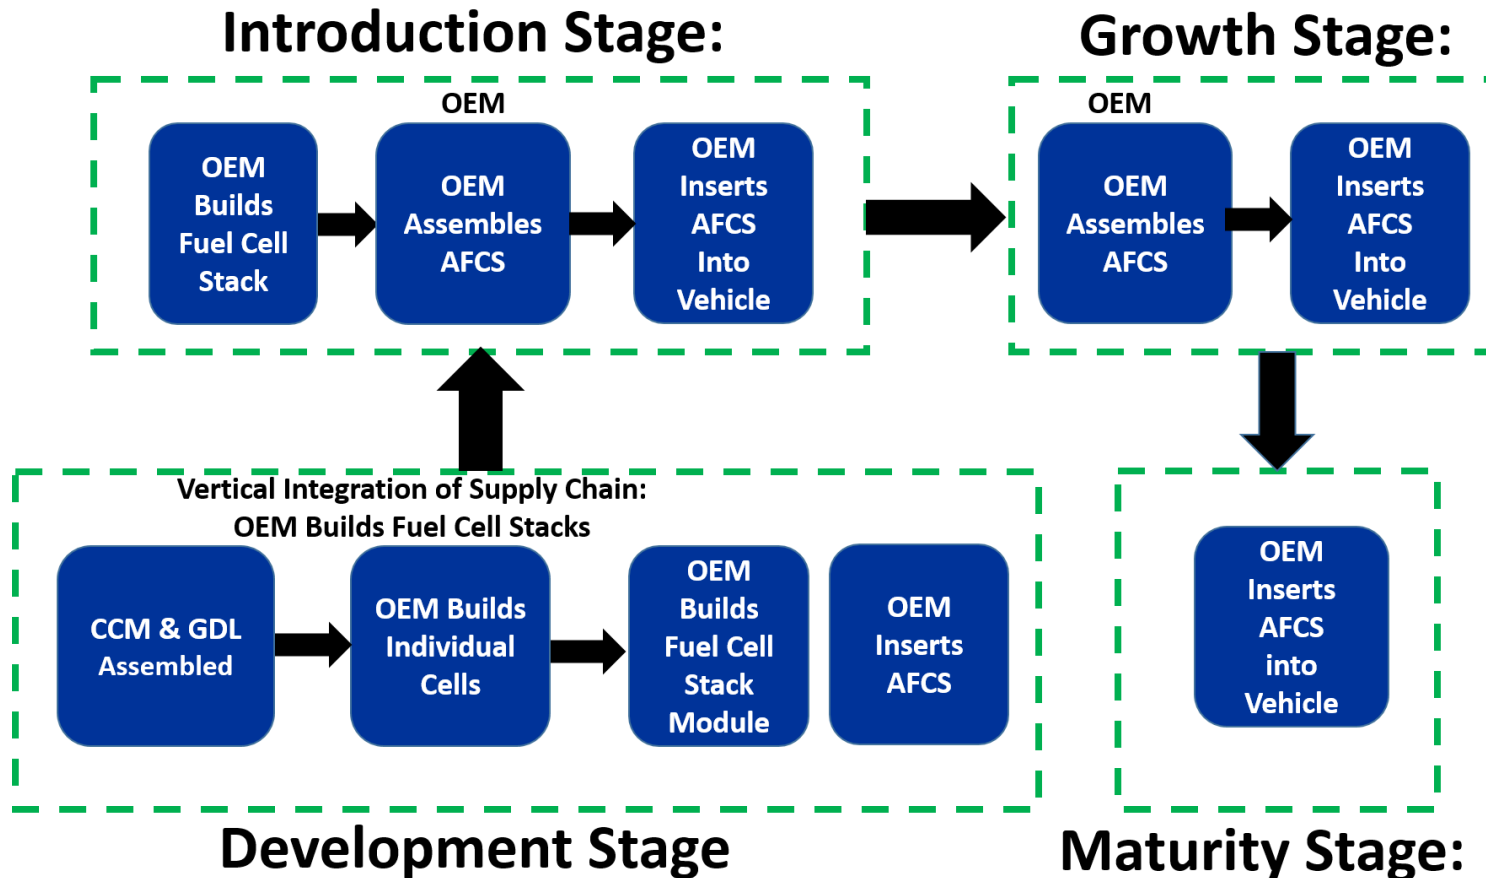 Introduction Stage:
OEM
OEM
Builds
Fuel Cell
Stack
OEM
Assembles
AFCS
OEM
Inserts
AFCS
Into
Vehicle
Growth Stage:
OEM
OEM
Assembles
AFCS
OEM
Inserts
AFCS
Into
Vehicle
Vertical Integration of Supply Chain:
OEM Builds Fuel Cell Stacks
CCM & GDL
Assembled
OEM Builds
Individual
Cells
OEM
Builds
Fuel Cell
Stack
Module
OEM
Inserts
AFCS
Development Stage
OEM
Inserts
AFCS
into
Vehicle
Maturity Stage: